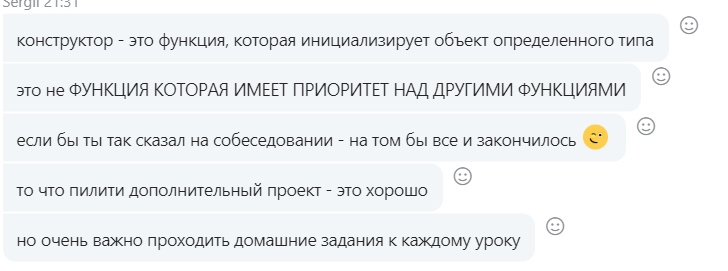 Sergii 21:31
конструктор - это функция, которая инициализирует объект определенного типа
это не ФУНКЦИЯ КОТОРАЯ ИМЕЕТ ПРИОРИТЕТ НАД ДРУГИМИ ФУНКЦИЯМИ
если бы ты так сказал на собеседовании - на том бы все и закончилось
то что пилити дополнительный проект - это хорошо
но очень важно проходить домашние задания к каждому уроку